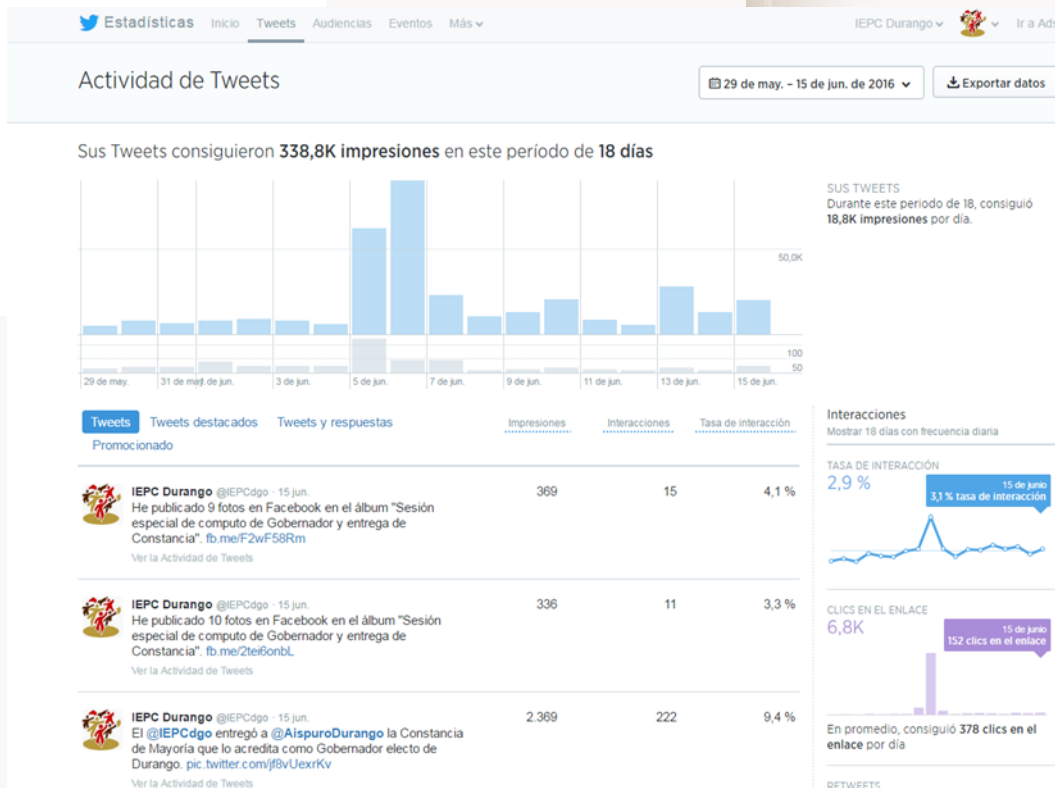 Estadísticas Inicio Tweets Audiencias Eventos Más IEPC Durango Ir a Ads
Actividad de Tweets
29 de may. – 15 de jun. de 2016 Exportar datos
Sus Tweets consiguieron 338,8K impresiones en este período de 18 días
SUS TWEETS
Durante este periodo de 18, consiguió
18,8K impresiones por día.
50,0K
100
50
29 de may. 31 de may. 1 de jun. 3 de jun. 5 de jun. 7 de jun. 9 de jun. 11 de jun. 13 de jun. 15 de jun.
Tweets Tweets destacados Tweets y respuestas
Promocionado
Impresiones Interacciones Tasa de interacción
IEPC Durango @IEPCdgo · 15 jun.
He publicado 9 fotos en Facebook en el álbum "Sesión
especial de computo de Gobernador y entrega de
Constancia". fb.me/F2wF58Rm
Ver la Actividad de Tweets
369 15 4,1 %
IEPC Durango @IEPCdgo · 15 jun.
He publicado 10 fotos en Facebook en el álbum "Sesión
especial de computo de Gobernador y entrega de
Constancia". fb.me/2tei6onbL
Ver la Actividad de Tweets
336 11 3,3 %
IEPC Durango @IEPCdgo · 15 jun.
El @IEPCdgo entregó a @AispuroDurango la Constancia
de Mayoría que lo acredita como Gobernador electo de
Durango. pic.twitter.com/jf8vUexrKv
Ver la Actividad de Tweets
2.369 222 9,4 %
Interacciones
Mostrar 18 días con frecuencia diaria
TASA DE INTERACCIÓN
2,9 %
15 de junio
3,1 % tasa de interacción
CLICS EN EL ENLACE
6,8K
15 de junio
152 clics en el enlace
En promedio, consiguió 378 clics en el
enlace por día
RETWEETS